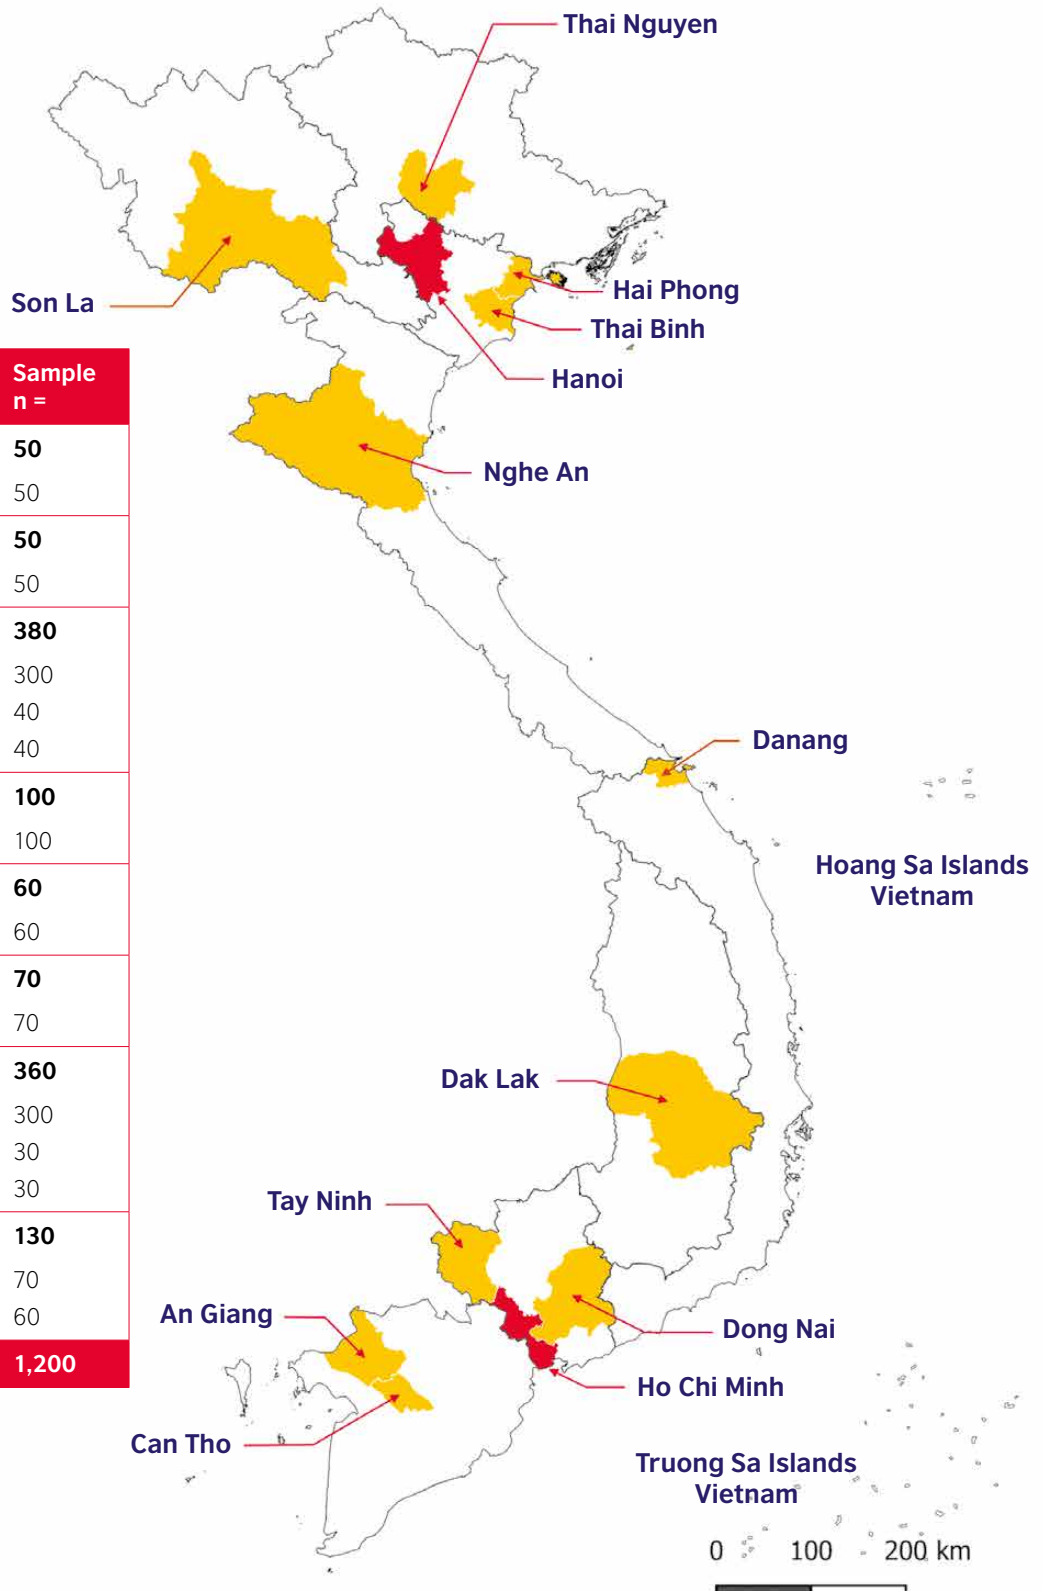 Thai Nguyen
Son La
Hai Phong
Thai Binh
Hanoi
Nghe An
Sample
n =
50
50
50
50
380
300
40
40
100
100
60
60
70
70
360
300
30
30
130
70
60
1,200
Danang
Hoang Sa Islands
Vietnam
Dak Lak
Tay Ninh
An Giang
Dong Nai
Ho Chi Minh
Can Tho
Truong Sa Islands
Vietnam
0 100 200 km